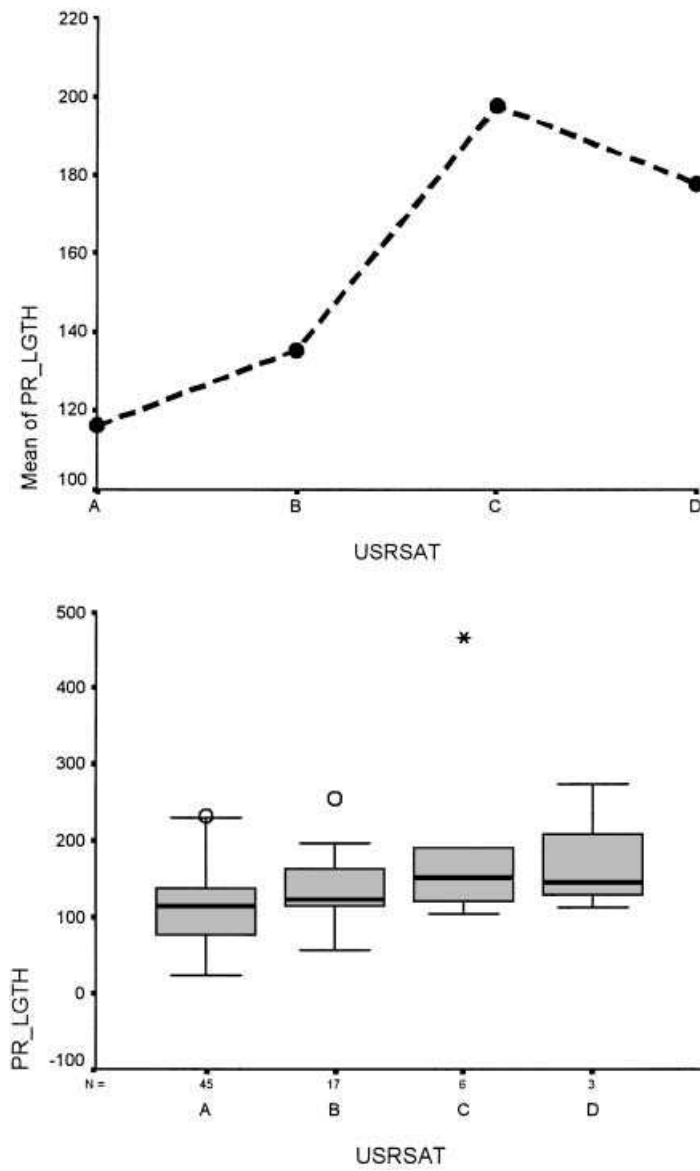 220
200
180
160
140
120
100
Mean of PR_LGTH
A B C D
USRSAT
500
400
300
200
100
0
-100
PR_LGTH
N = 45 17 6 3
A B C D
USRSAT